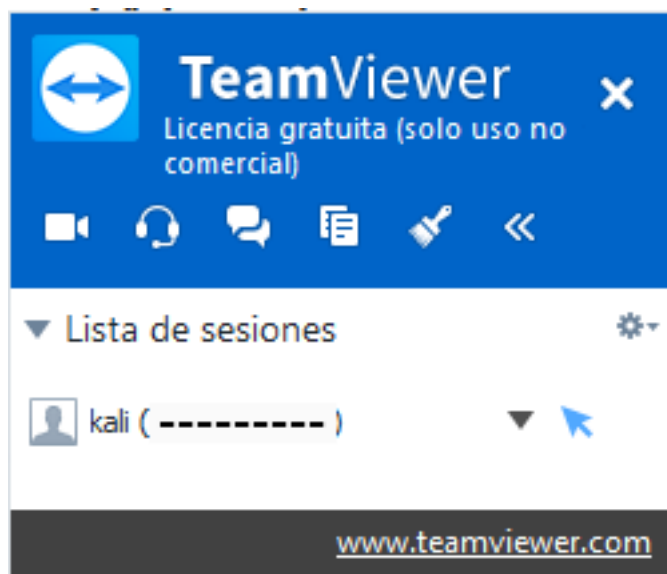 TeamViewer
Licencia gratuita (solo uso no
comercial)
Lista de sesiones
kali ( --------- )
www.teamviewer.com